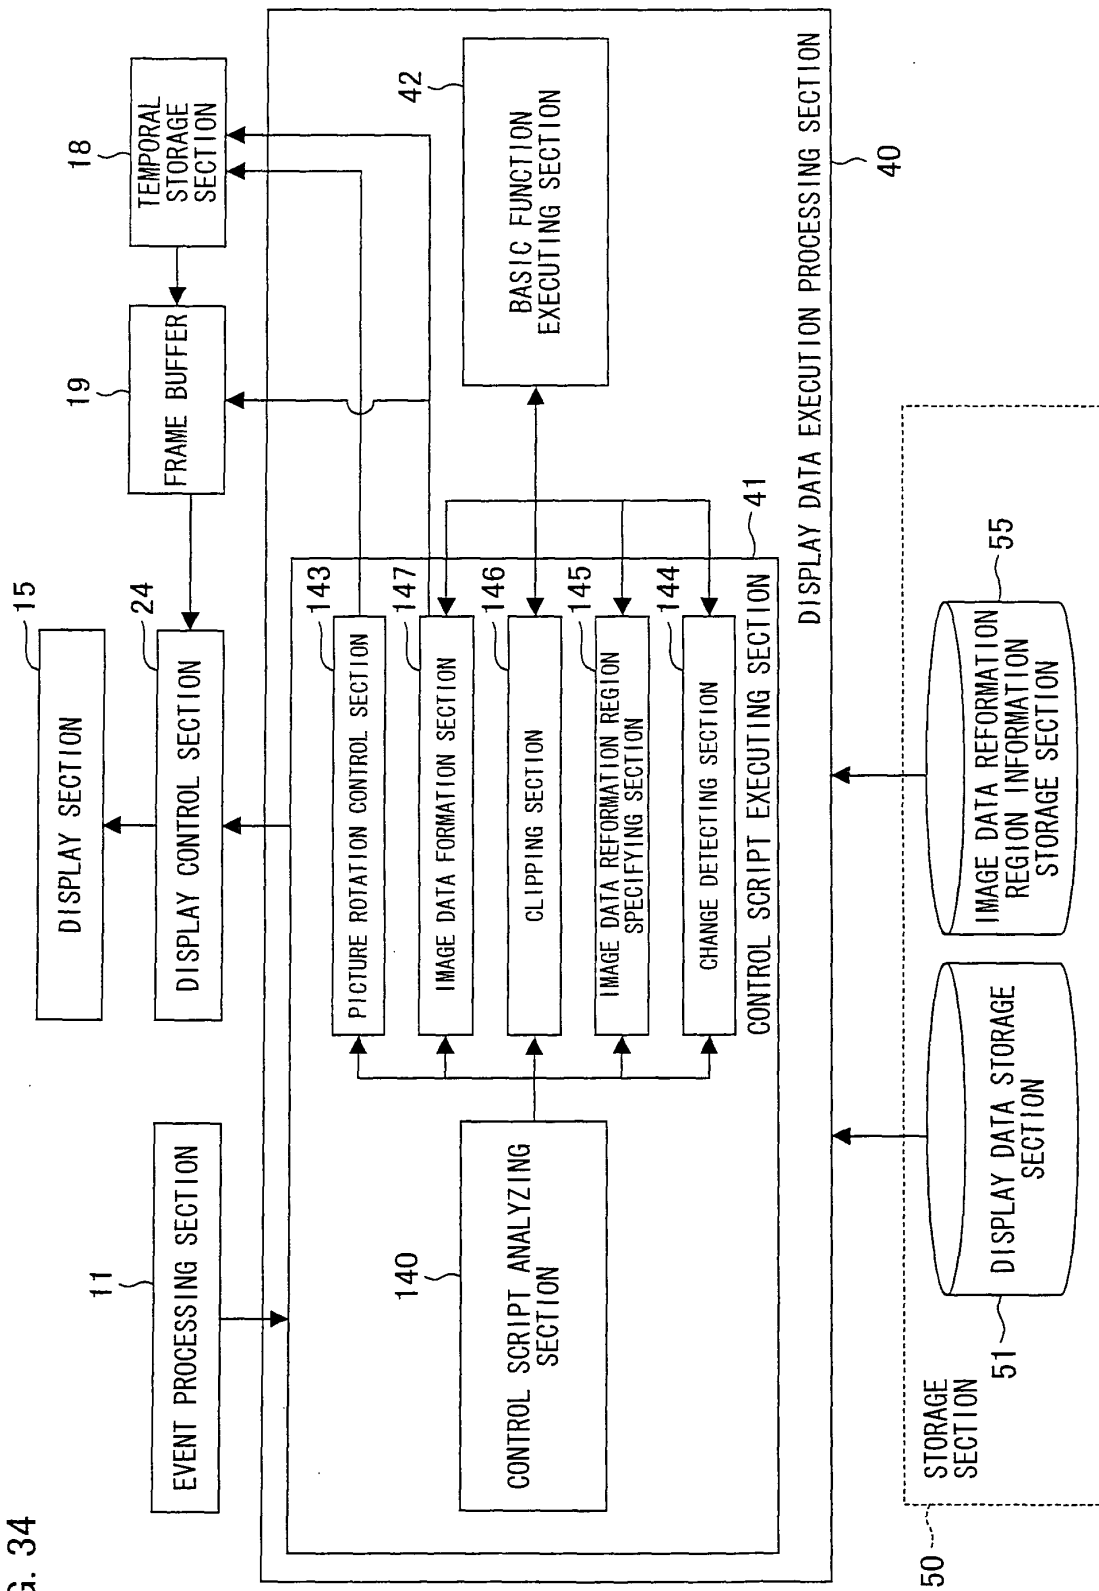 G. 34
11
EVENT PROCESSING SECTION
15
DISPLAY SECTION
24
DISPLAY CONTROL SECTION
19
FRAME BUFFER
18
TEMPORAL
STORAGE
SECTION
140
CONTROL SCRIPT ANALYZING
SECTION
143
PICTURE ROTATION CONTROL SECTION
147
IMAGE DATA FORMATION SECTION
146
CLIPPING SECTION
145
IMAGE DATA REFORMATION REGION
SPECIFYING SECTION
144
CHANGE DETECTING SECTION
CONTROL SCRIPT EXECUTING SECTION
41
42
BASIC FUNCTION
EXECUTING SECTION
DISPLAY DATA EXECUTION PROCESSING SECTION
40
50
STORAGE
SECTION
51
DISPLAY DATA STORAGE
SECTION
55
IMAGE DATA REFORMATION
REGION INFORMATION
STORAGE SECTION